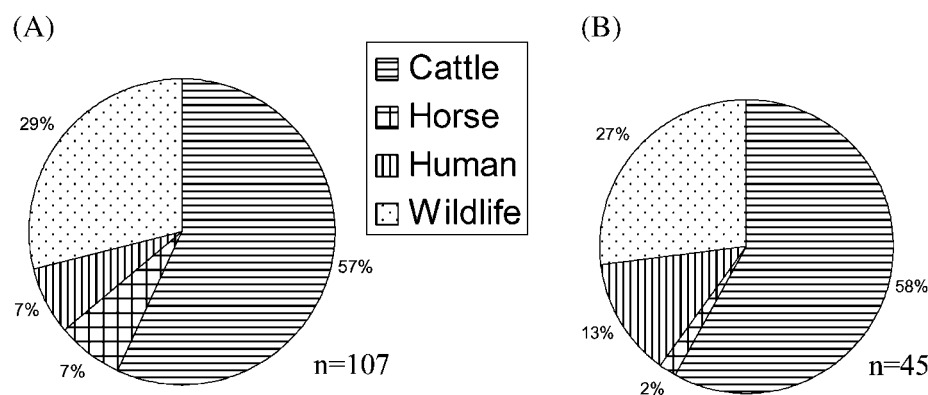 (A)
29%
57%
7%
7%
n=107
Cattle
Horse
Human
Wildlife
(B)
27%
58%
13%
2%
n=45